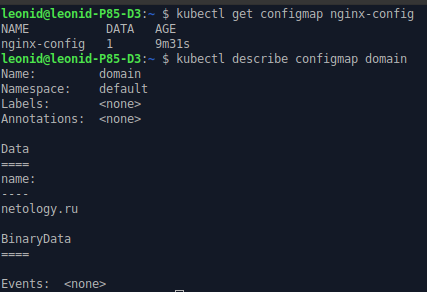 leonid@leonid-P85-D3:~ $ kubectl get configmap nginx-config
NAME           DATA   AGE
nginx-config   1      9m31s
leonid@leonid-P85-D3:~ $ kubectl describe configmap domain
Name:         domain
Namespace:    default
Labels:       <none>
Annotations:  <none>

Data
====
name:
----
netology.ru

BinaryData
====

Events:  <none>